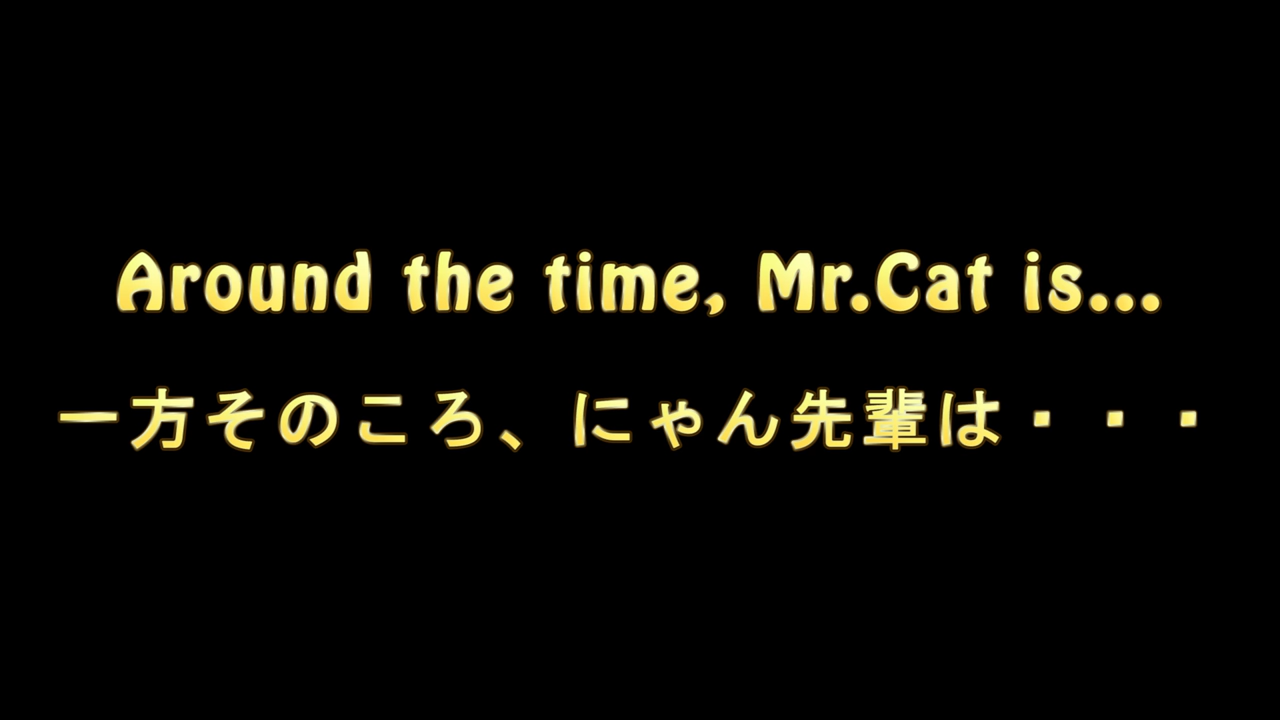 Around the time, Mr.Cat is...
一方そのころ、にゃん先輩は・・・